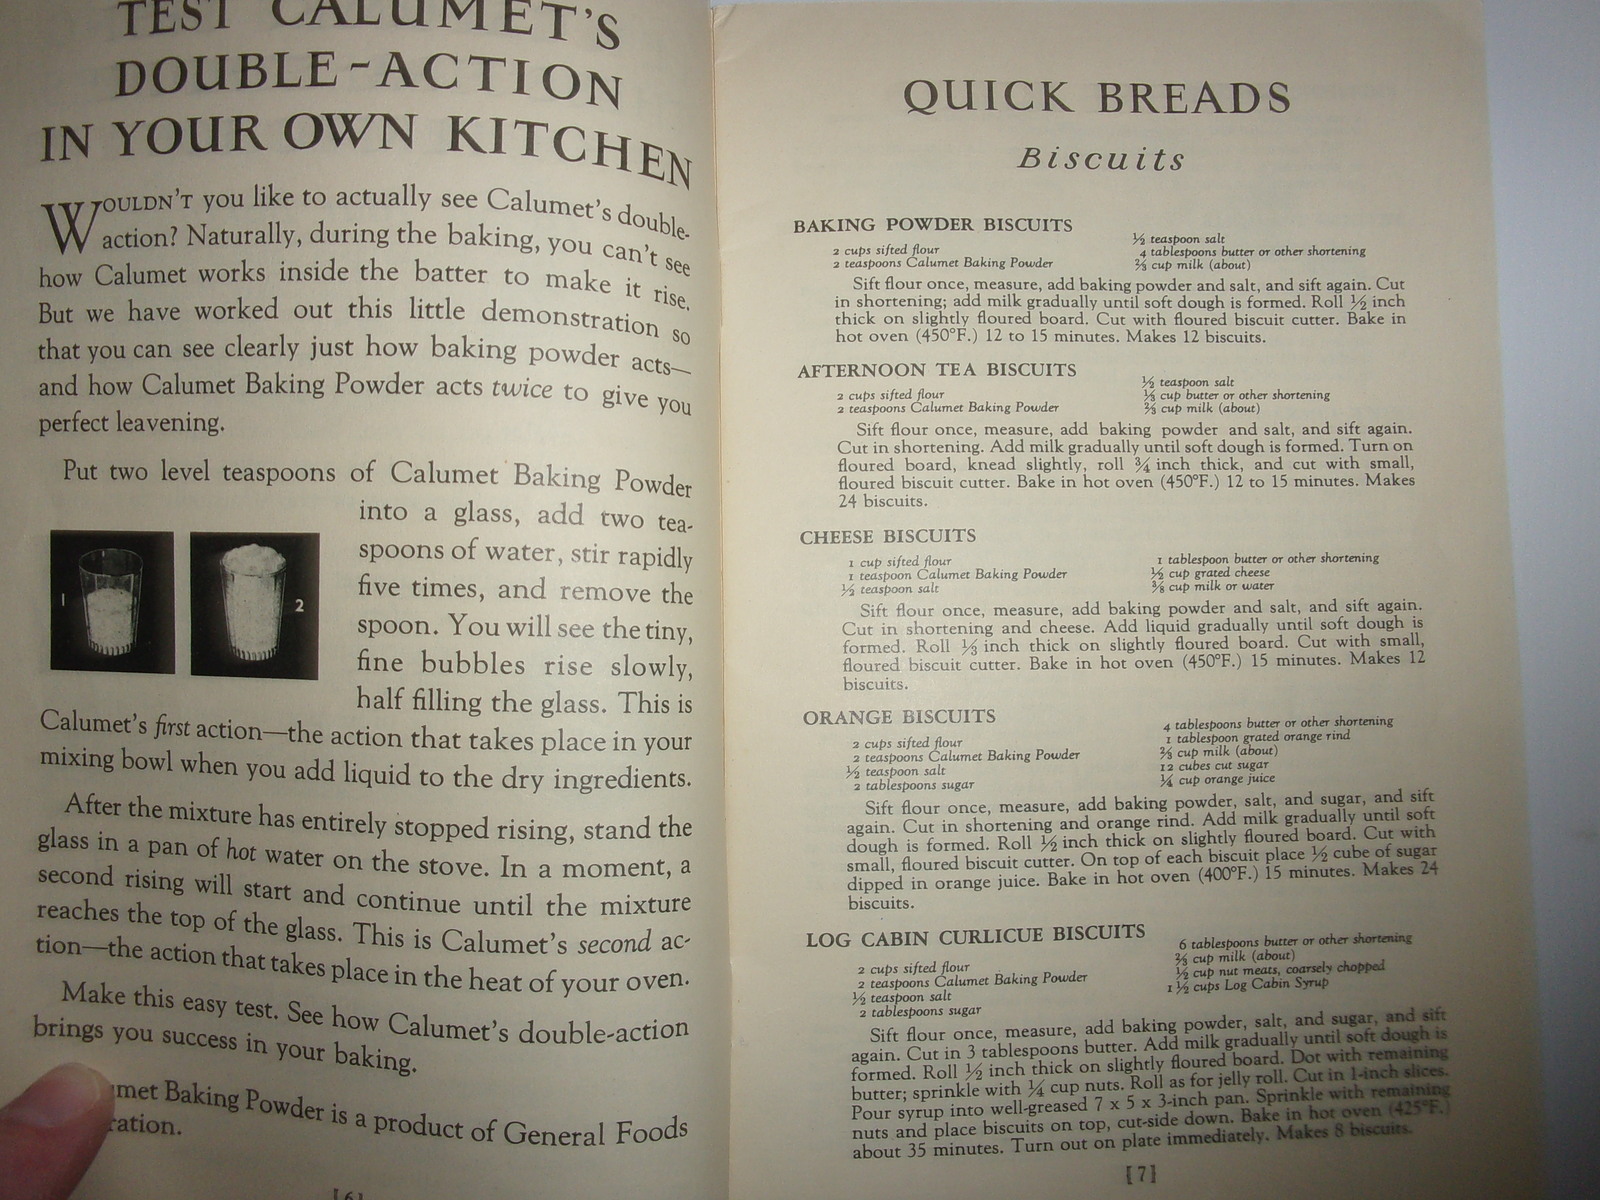 TEST CALUMET'S
DOUBLE-ACTION
IN YOUR OWN KITCHEN
WOULDN'T you like to actually see Calumet's double-
action? Naturally, during the baking, you can't see
how Calumet works inside the batter to make it rise.
But we have worked out this little demonstration so
that you can see clearly just how baking powder acts—
and how Calumet Baking Powder acts twice to give you
perfect leavening.
Put two level teaspoons of Calumet Baking Powder
into a glass, add two tea-
spoons of water, stir rapidly
five times, and remove the
spoon. You will see the tiny,
fine bubbles rise slowly,
half filling the glass. This is
1
2
Calumet's first action—the action that takes place in your
mixing bowl when you add liquid to the dry ingredients.
After the mixture has entirely stopped rising, stand the
glass in a pan of hot water on the stove. In a moment, a
second rising will start and continue until the mixture
reaches the top of the glass. This is Calumet's second ac-
tion—the action that takes place in the heat of your oven.
Make this easy test. See how Calumet's double-action
brings you success in your baking.
umet Baking Powder is a product of General Foods
ration.
[6]
QUICK BREADS
Biscuits
BAKING POWDER BISCUITS
2 cups sifted flour
2 teaspoons Calumet Baking Powder
½ teaspoon salt
4 tablespoons butter or other shortening
⅔ cup milk (about)
Sift flour once, measure, add baking powder and salt, and sift again. Cut
in shortening; add milk gradually until soft dough is formed. Roll ½ inch
thick on slightly floured board. Cut with floured biscuit cutter. Bake in
hot oven (450°F.) 12 to 15 minutes. Makes 12 biscuits.
AFTERNOON TEA BISCUITS
2 cups sifted flour
2 teaspoons Calumet Baking Powder
½ teaspoon salt
⅓ cup butter or other shortening
⅔ cup milk (about)
Sift flour once, measure, add baking powder and salt, and sift again.
Cut in shortening. Add milk gradually until soft dough is formed. Turn on
floured board, knead slightly, roll ¾ inch thick, and cut with small,
floured biscuit cutter. Bake in hot oven (450°F.) 12 to 15 minutes. Makes
24 biscuits.
CHEESE BISCUITS
1 cup sifted flour
1 teaspoon Calumet Baking Powder
½ teaspoon salt
1 tablespoon butter or other shortening
½ cup grated cheese
⅜ cup milk or water
Sift flour once, measure, add baking powder and salt, and sift again.
Cut in shortening and cheese. Add liquid gradually until soft dough is
formed. Roll ⅓ inch thick on slightly floured board. Cut with small,
floured biscuit cutter. Bake in hot oven (450°F.) 15 minutes. Makes 12
biscuits.
ORANGE BISCUITS
2 cups sifted flour
2 teaspoons Calumet Baking Powder
½ teaspoon salt
2 tablespoons sugar
4 tablespoons butter or other shortening
1 tablespoon grated orange rind
⅔ cup milk (about)
12 cubes cut sugar
¼ cup orange juice
Sift flour once, measure, add baking powder, salt, and sugar, and sift
again. Cut in shortening and orange rind. Add milk gradually until soft
dough is formed. Roll ½ inch thick on slightly floured board. Cut with
small, floured biscuit cutter. On top of each biscuit place ½ cube of sugar
dipped in orange juice. Bake in hot oven (400°F.) 15 minutes. Makes 24
biscuits.
LOG CABIN CURLICUE BISCUITS
2 cups sifted flour
2 teaspoons Calumet Baking Powder
½ teaspoon salt
2 tablespoons sugar
6 tablespoons butter or other shortening
⅔ cup milk (about)
½ cup nut meats, coarsely chopped
1½ cups Log Cabin Syrup
Sift flour once, measure, add baking powder, salt, and sugar, and sift
again. Cut in 3 tablespoons butter. Add milk gradually until soft dough is
formed. Roll ½ inch thick on slightly floured board. Dot with remaining
butter; sprinkle with ¼ cup nuts. Roll as for jelly roll. Cut in 1-inch slices.
Pour syrup into well-greased 7 x 5 x 3-inch pan. Sprinkle with remaining
nuts and place biscuits on top, cut-side down. Bake in hot oven (425°F.)
about 35 minutes. Turn out on plate immediately. Makes 8 biscuits.
[7]